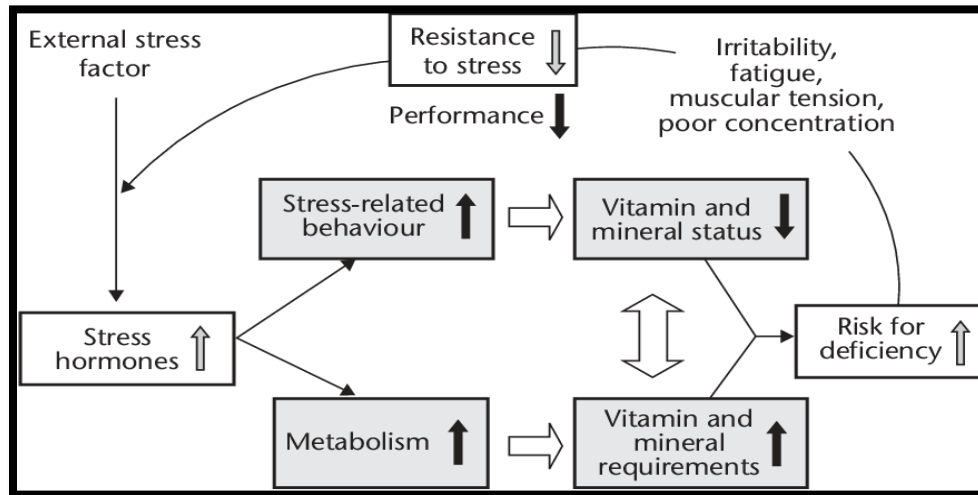 External stress
factor
Resistance
to stress
Performance
Irritability,
fatigue,
muscular tension,
poor concentration
Stress-related
behaviour
Vitamin and
mineral status
Stress
hormones
Risk for
deficiency
Metabolism
Vitamin and
mineral
requirements